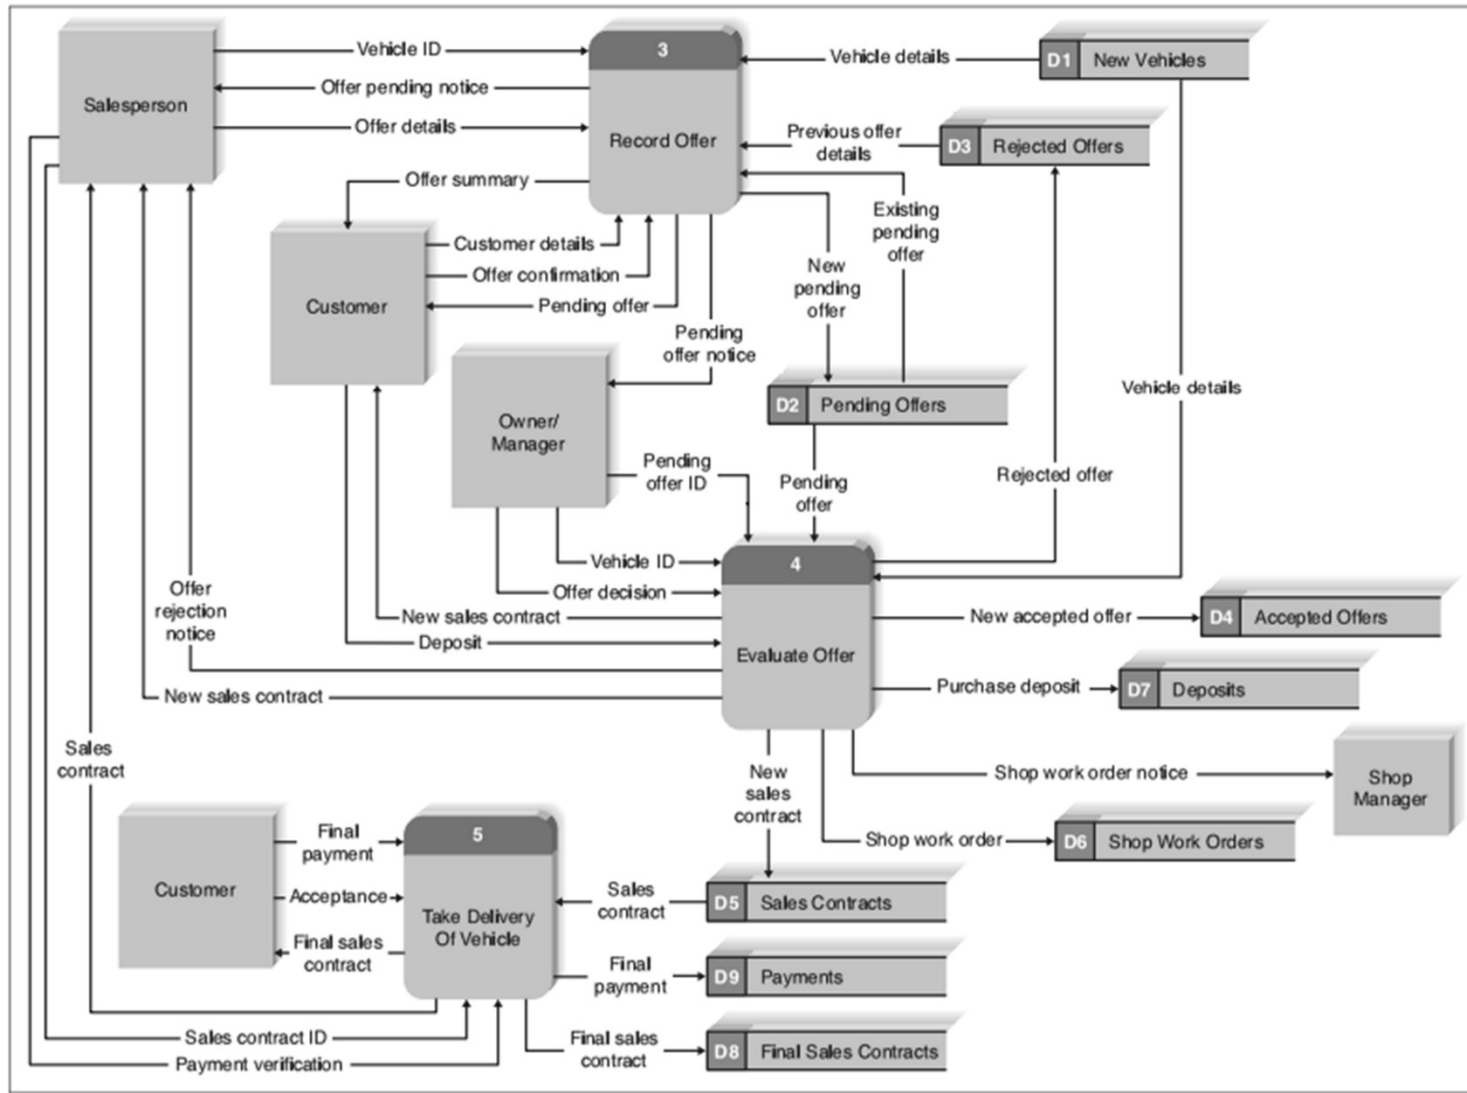 Vehicle ID
3
Vehicle details
D1 New Vehicles
Offer pending notice
Salesperson
Offer details
Record Offer
Previous offer
details
D3 Rejected Offers
Offer summary
Existing
pending
offer
Customer details
Offer confirmation
Customer
Pending offer
New
pending
offer
Pending
offer notice
Vehicle details
D2 Pending Offers
Owner/
Manager
Pending
offer ID
Pending
offer
Rejected offer
Vehicle ID
4
Offer decision
Offer
rejection
notice
New sales contract
New accepted offer
D4 Accepted Offers
Deposit
Evaluate Offer
New sales contract
Purchase deposit
D7 Deposits
Sales
contract
New
sales
contract
Shop work order notice
Shop
Manager
Final
payment
5
Shop work order
D6 Shop Work Orders
Customer
Acceptance
Take Delivery
Of Vehicle
Sales
contract
D5 Sales Contracts
Final sales
contract
Final
payment
D9 Payments
Sales contract ID
Final sales
contract
D8 Final Sales Contracts
Payment verification